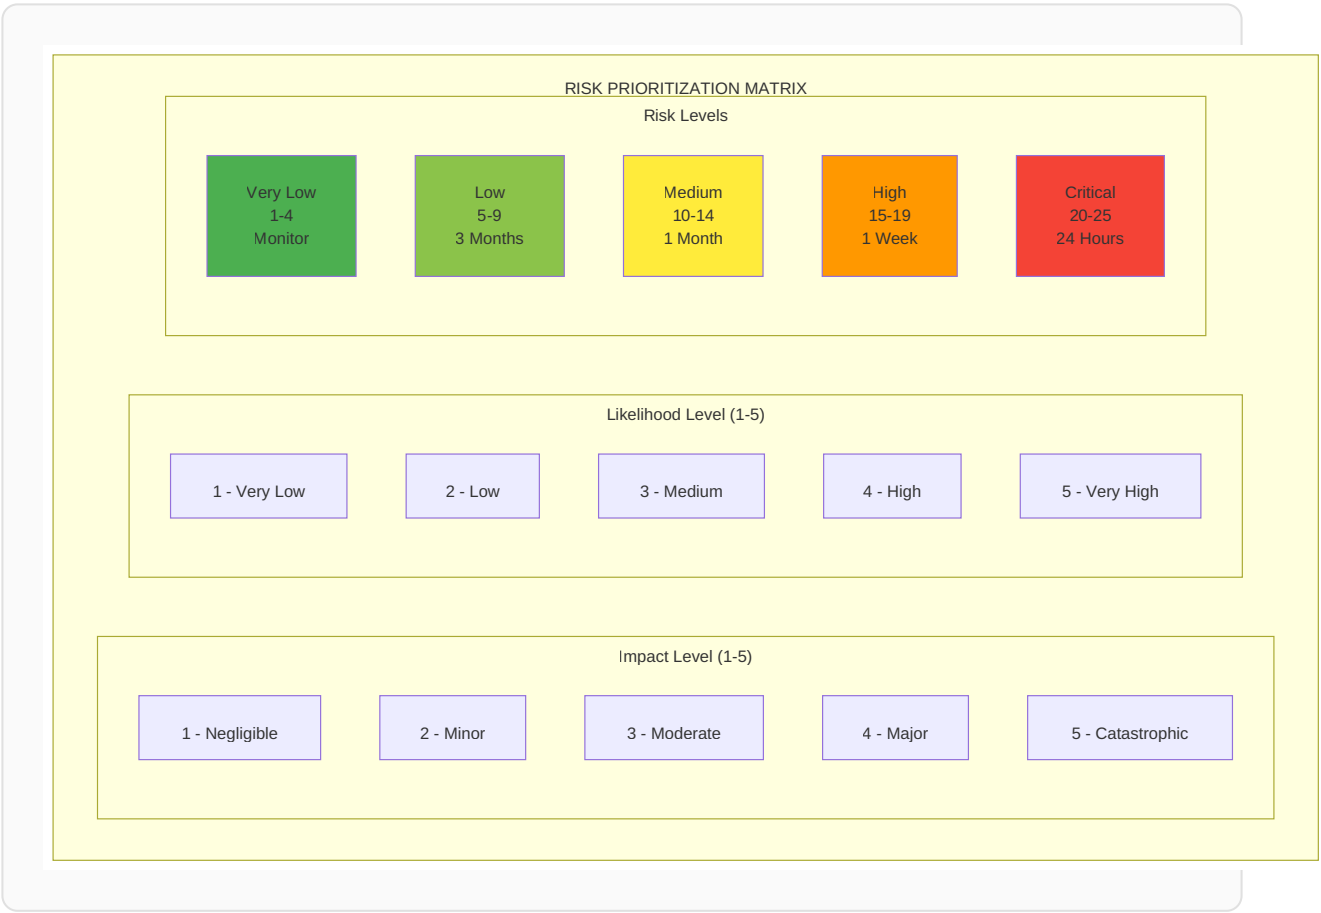 RISK PRIORITIZATION MATRIX
Risk Levels
Very Low
1-4
Monitor
Low
5-9
3 Months
Medium
10-14
1 Month
High
15-19
1 Week
Critical
20-25
24 Hours
Likelihood Level (1-5)
1 - Very Low
2 - Low
3 - Medium
4 - High
5 - Very High
Impact Level (1-5)
1 - Negligible
2 - Minor
3 - Moderate
4 - Major
5 - Catastrophic